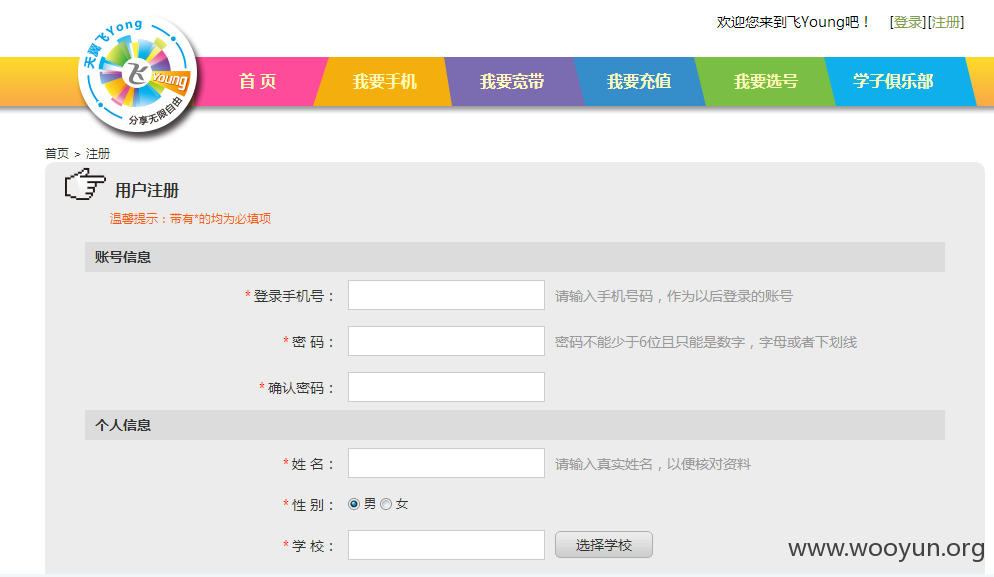 欢迎您来到飞Young吧！ [登录][注册]
天翼飞Yong
飞Young
分享无限自由
首 页 我要手机 我要宽带 我要充值 我要选号 学子俱乐部
首页 > 注册
用户注册
温馨提示：带有*的均为必填项
账号信息
*登录手机号： 请输入手机号码，作为以后登录的账号
*密 码： 密码不能少于6位且只能是数字，字母或者下划线
*确认密码：
个人信息
*姓 名： 请输入真实姓名，以便核对资料
*性 别： 男 女
*学 校： 选择学校
www.wooyun.org